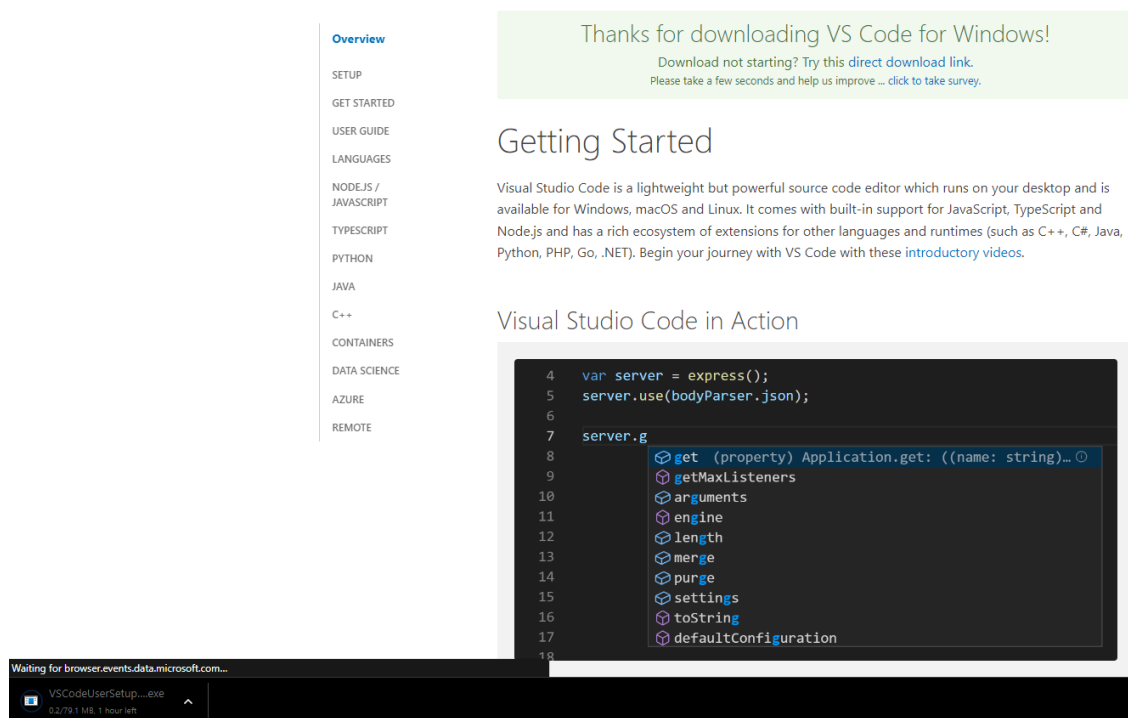 Overview
SETUP
GET STARTED
USER GUIDE
LANGUAGES
NODE.JS /
JAVASCRIPT
TYPESCRIPT
PYTHON
JAVA
C++
CONTAINERS
DATA SCIENCE
AZURE
REMOTE
Thanks for downloading VS Code for Windows!
Download not starting? Try this direct download link.
Please take a few seconds and help us improve ... click to take survey.
Getting Started
Visual Studio Code is a lightweight but powerful source code editor which runs on your desktop and is
available for Windows, macOS and Linux. It comes with built-in support for JavaScript, TypeScript and
Node.js and has a rich ecosystem of extensions for other languages and runtimes (such as C++, C#, Java,
Python, PHP, Go, .NET). Begin your journey with VS Code with these introductory videos.
Visual Studio Code in Action
4 var server = express();
5 server.use(bodyParser.json);
6
7 server.g
8 get (property) Application.get: ((name: string)…
9 getMaxListeners
10 arguments
11 engine
12 length
13 merge
14 purge
15 settings
16 toString
17 defaultConfiguration
18
Waiting for browser.events.data.microsoft.com...
VSCodeUserSetup....exe
0.2/79.1 MB, 1 hour left